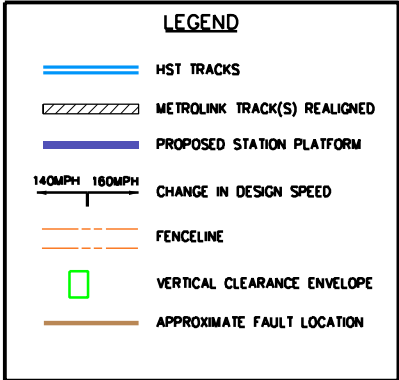 LEGEND
HST TRACKS
METROLINK TRACK(S) REALIGNED
PROPOSED STATION PLATFORM
140MPH 160MPH CHANGE IN DESIGN SPEED
FENCELINE
VERTICAL CLEARANCE ENVELOPE
APPROXIMATE FAULT LOCATION